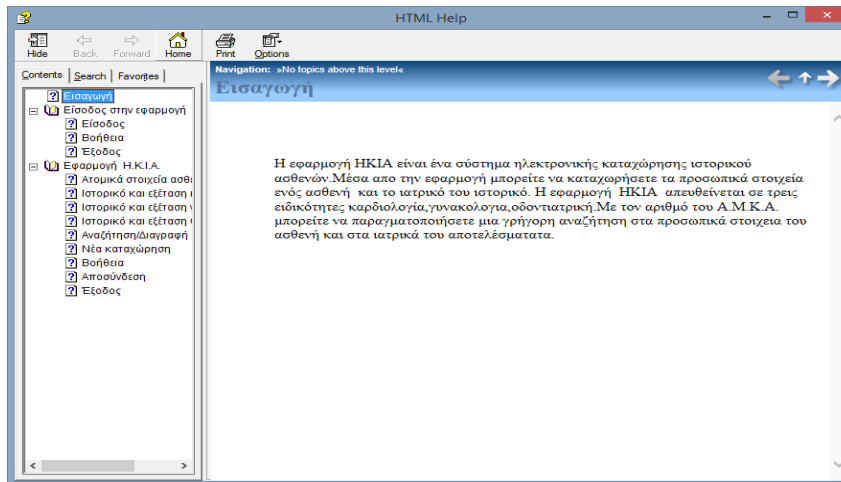 HTML Help
Hide Back Forward Home Print Options
Contents Search Favorites
Navigation: »No topics above this level«
Εισαγωγή
Εισαγωγή
Είσοδος στην εφαρμογή
Είσοδος
Βοήθεια
Έξοδος
Εφαρμογή Η.Κ.Ι.Α.
Ατομικά στοιχεία
Ιστορικό και εξέταση
Ιστορικό και εξέταση
Ιστορικό και εξέταση
Αναζήτηση/Διαγραφή
Νέα καταχώρηση
Βοήθεια
Αποσύνδεση
Έξοδος
Η εφαρμογή ΗΚΙΑ είναι ένα σύστημα ηλεκτρονικής καταχώρησης ιστορικού
ασθενών.Μέσα απο την εφαρμογή μπορείτε να καταχωρήσετε τα προσωπικά στοιχεία
ενός ασθενή και το ιατρικό του ιστορικό. Η εφαρμογή ΗΚΙΑ απευθείνεται σε τρεις
ειδικότητες καρδιολογία,γυνακολογια,οδοντιατρική.Με τον αριθμό του Α.Μ.Κ.Α.
μπορείτε να παραγματοποιήσετε μια γρήγορη αναζήτηση στα προσωπικά στοιχεια του
ασθενή και στα ιατρικά του αποτελέσματατα.